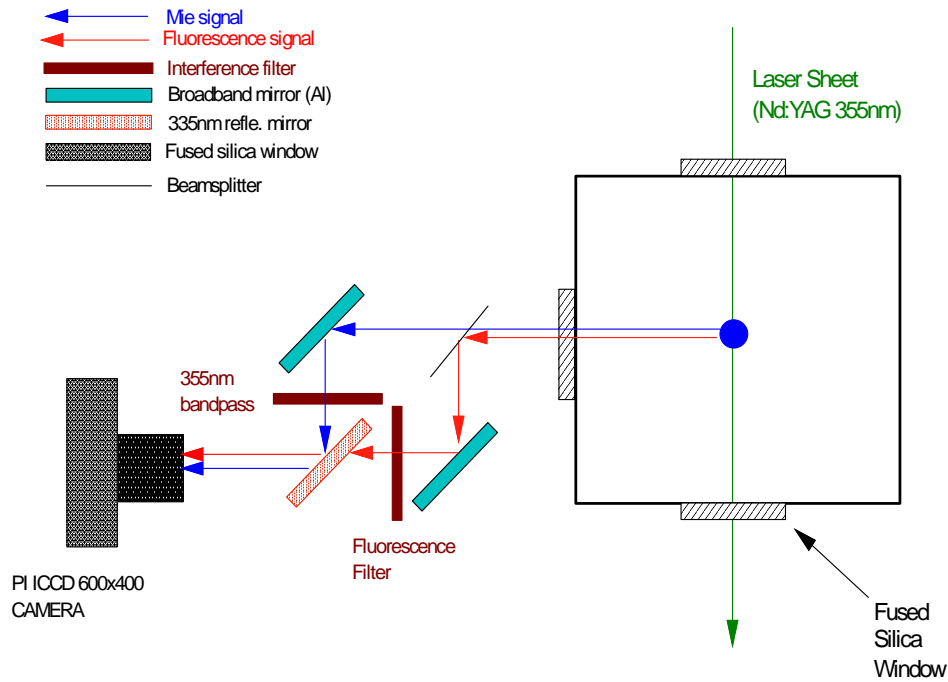 Mie signal
Fluorescence signal
Interference filter
Broadband mirror (Al)
335nm refle. mirror
Fused silica window
Beamsplitter
Laser Sheet
(Nd:YAG 355nm)
355nm
bandpass
Fluorescence
Filter
PI ICCD 600x400
CAMERA
Fused
Silica
Window